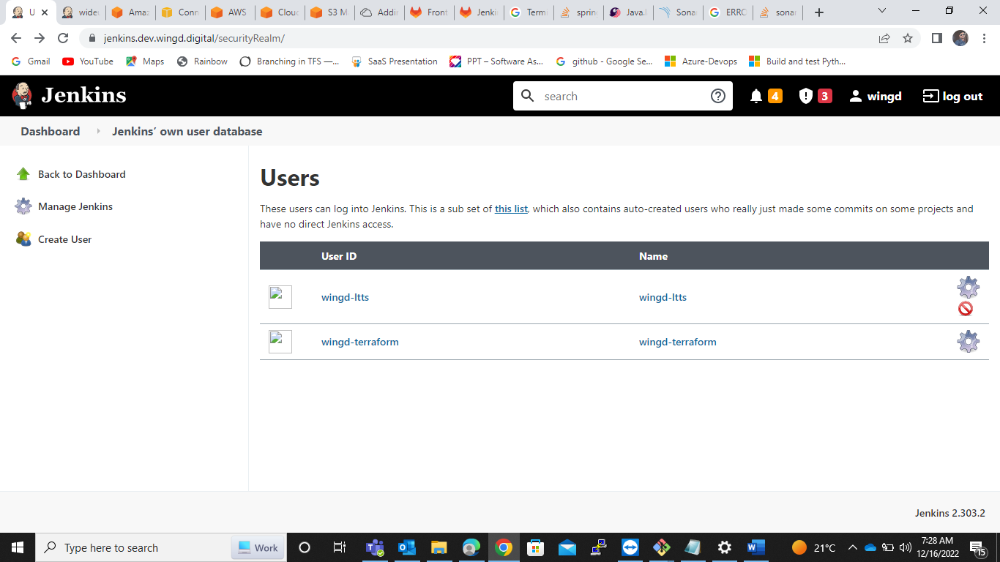 U
wide
Amaz
Conn
AWS
Cloud
S3 M
Addi
Front
Jenki
Termi
sprin
Java.l
Sona
ERRO
sonar
jenkins.dev.wingd.digital/securityRealm/
Gmail YouTube Maps Rainbow Branching in TFS —... SaaS Presentation PPT – Software As... github - Google Se... Azure-Devops Build and test Pyth...
Jenkins search 4 3 wingd log out
Dashboard Jenkins’ own user database
Back to Dashboard
Manage Jenkins
Create User
Users
These users can log into Jenkins. This is a sub set of this list, which also contains auto-created users who really just made some commits on some projects and
have no direct Jenkins access.
User ID Name
wingd-ltts wingd-ltts
wingd-terraform wingd-terraform
Jenkins 2.303.2
Type here to search Work 21°C 7:28 AM
12/16/2022 15